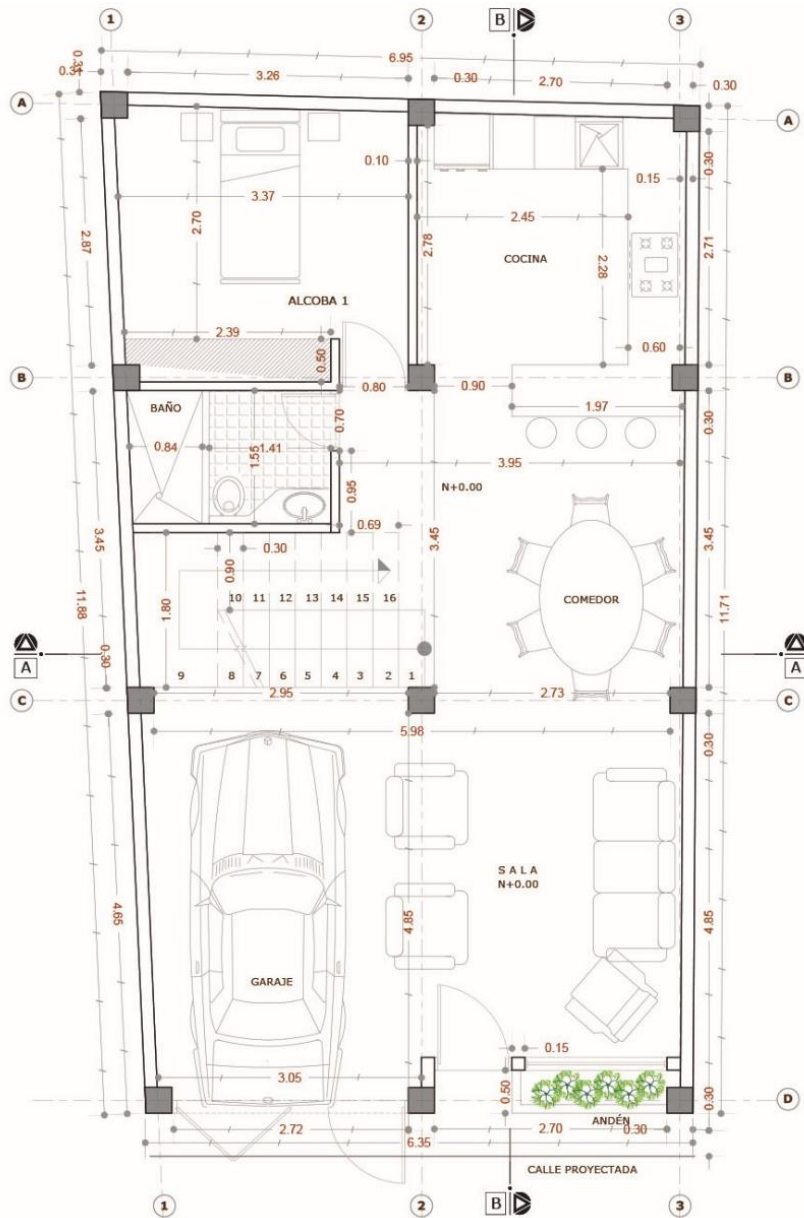 1
2
B
3
6.95
0.31
0.31
3.26
0.30
2.70
0.30
A
A
0.10
0.15
0.30
3.37
2.45
2.87
2.70
2.78
COCINA
2.28
2.71
ALCOBA 1
2.39
0.50
0.60
B
0.80
0.90
B
BAÑO
0.70
1.97
0.30
0.84
1.55
1.41
3.95
0.95
N+0.00
0.69
3.45
3.45
3.45
0.30
0.90
11.88
11.71
1.80
10 11 12 13 14 15 16
COMEDOR
A
A
0.30
9 8 7 6 5 4 3 2 1
2.95
2.73
C
C
5.98
0.30
SALA
N+0.00
4.65
4.85
4.85
GARAJE
0.15
3.05
0.50
D
0.30
ANDÉN
2.72
2.70
0.30
6.35
CALLE PROYECTADA
1
2
B
3